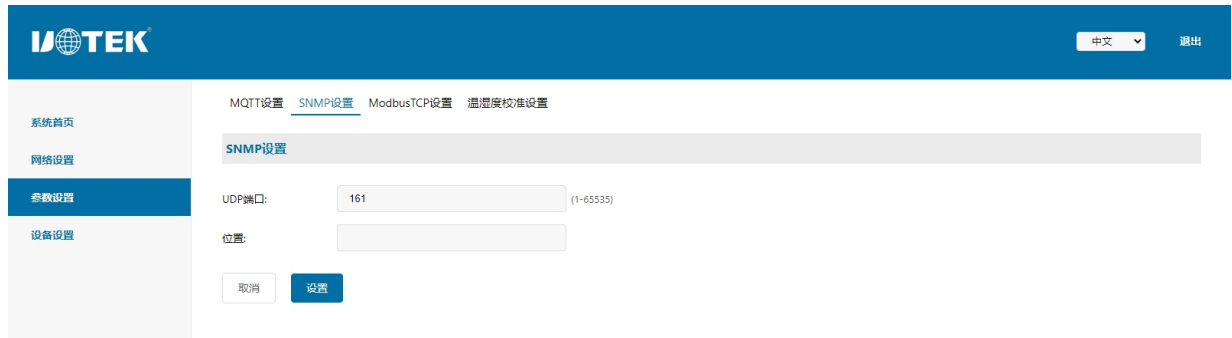 UOTEK®
中文
退出
系统首页
网络设置
参数设置
设备设置
MQTT设置 SNMP设置 ModbusTCP设置 温湿度校准设置
SNMP设置
UDP端口: 161 (1-65535)
位置:
取消 设置